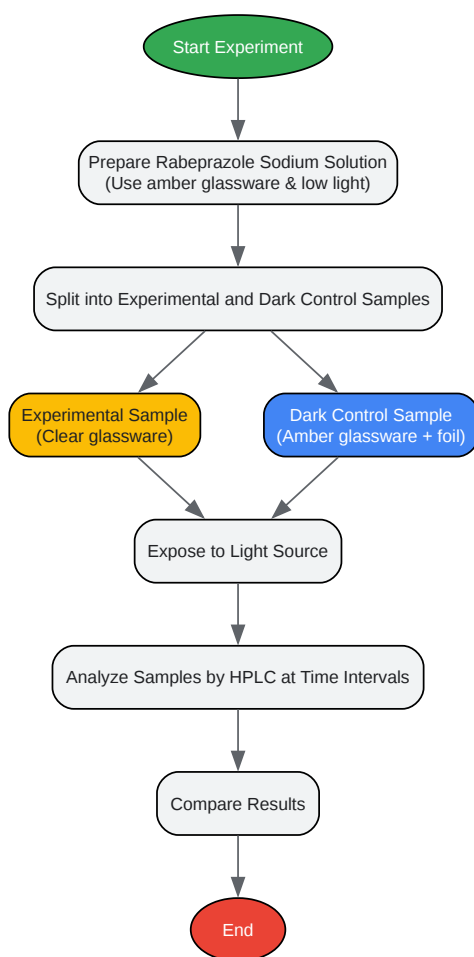 Start Experiment
Prepare Rabeprazole Sodium Solution
(Use amber glassware & low light)
Split into Experimental and Dark Control Samples
Experimental Sample
(Clear glassware)
Dark Control Sample
(Amber glassware + foil)
Expose to Light Source
Analyze Samples by HPLC at Time Intervals
Compare Results
End